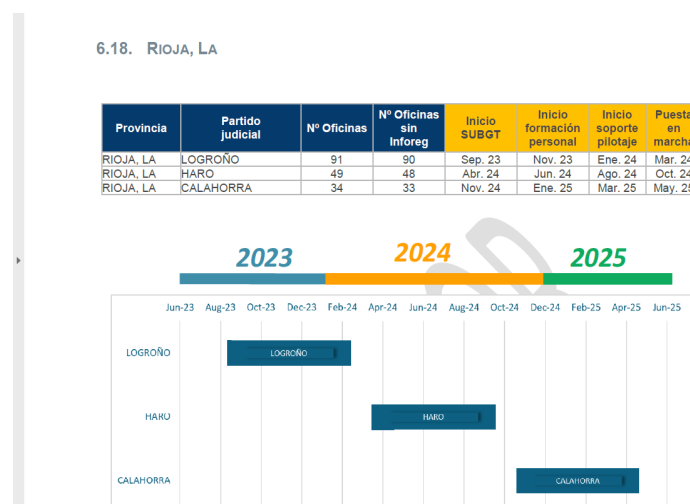 6.18. RIOJA, LA
Provincia Partido judicial Nº Oficinas Nº Oficinas sin Inforeg Inicio SUBGT Inicio formación personal Inicio soporte pilotaje Puesta en marcha
RIOJA, LA LOGROÑO 91 90 Sep. 23 Nov. 23 Ene. 24 Mar. 24
RIOJA, LA HARO 49 48 Abr. 24 Jun. 24 Ago. 24 Oct. 24
RIOJA, LA CALAHORRA 34 33 Nov. 24 Ene. 25 Mar. 25 May. 25
2023 2024 2025
Jun-23 Aug-23 Oct-23 Dec-23 Feb-24 Apr-24 Jun-24 Aug-24 Oct-24 Dec-24 Feb-25 Apr-25 Jun-25
LOGROÑO LOGROÑO
HARO HARO
CALAHORRA CALAHORRA